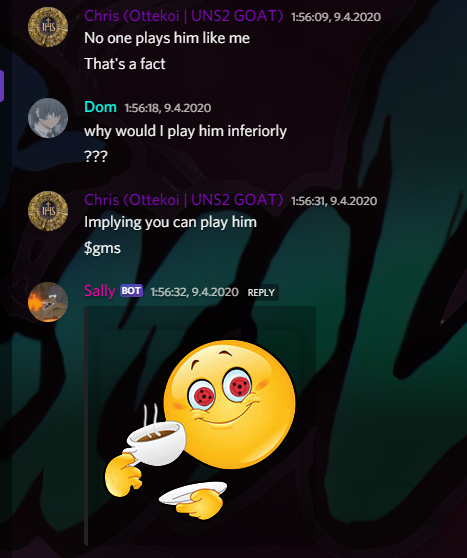 Chris (Ottekoi | UNS2 GOAT) 1:56:09, 9.4.2020
No one plays him like me
That's a fact
Dom 1:56:18, 9.4.2020
why would I play him inferiorly
???
Chris (Ottekoi | UNS2 GOAT) 1:56:31, 9.4.2020
Implying you can play him
$gms
Sally BOT 1:56:32, 9.4.2020 REPLY